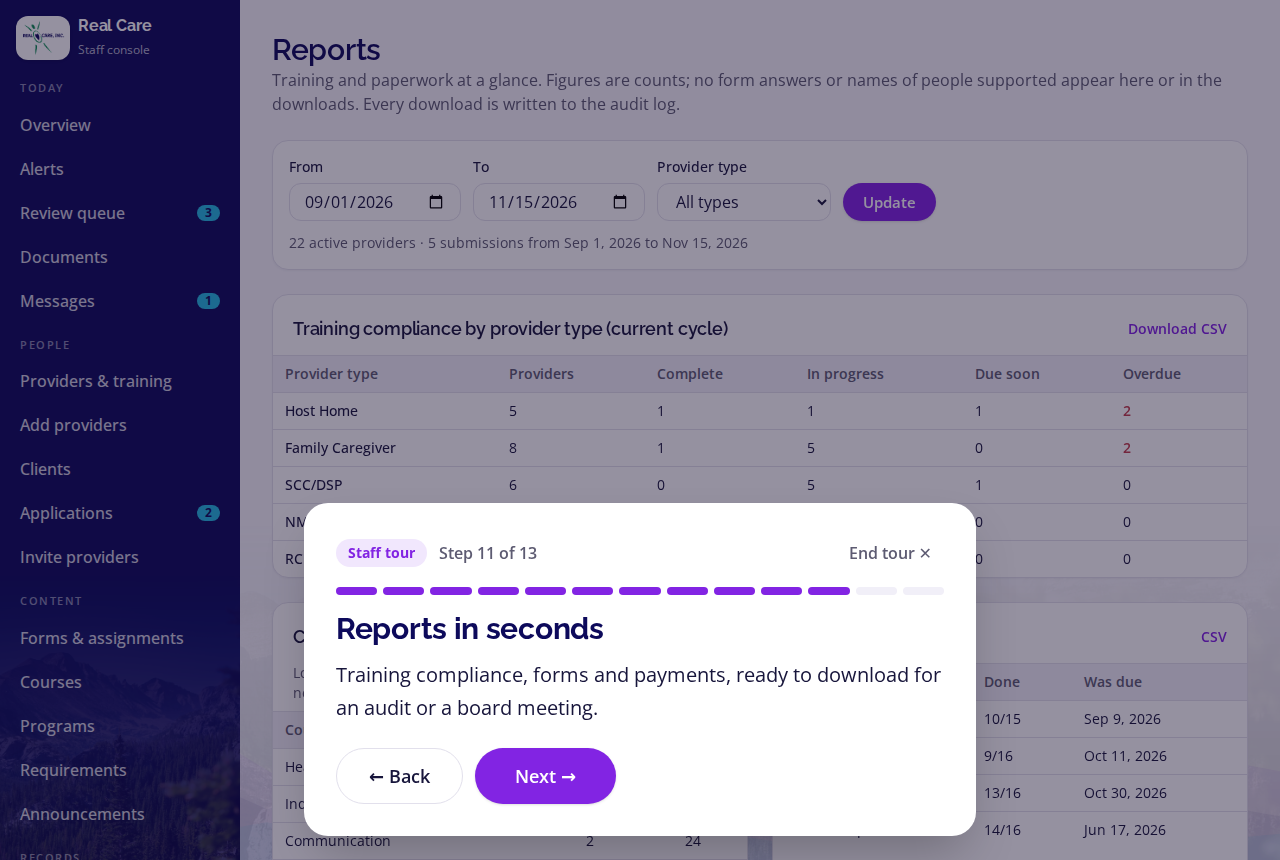 REAL CARE, INC.
Real Care
Staff console
TODAY
Overview
Alerts
Review queue 3
Documents
Messages 1
PEOPLE
Providers & training
Add providers
Clients
Applications 2
Invite providers
CONTENT
Forms & assignments
Courses
Programs
Requirements
Announcements
RECORDS
Reports
Training and paperwork at a glance. Figures are counts; no form answers or names of people supported appear here or in the
downloads. Every download is written to the audit log.
From To Provider type
09/01/2026 11/15/2026 All types Update
22 active providers · 5 submissions from Sep 1, 2026 to Nov 15, 2026
Training compliance by provider type (current cycle) Download CSV
Provider type Providers Complete In progress Due soon Overdue
Host Home 5 1 1 1 2
Family Caregiver 8 1 5 0 2
SCC/DSP 6 0 5 1 0
0 0
0 0
CSV
Done Was due
10/15 Sep 9, 2026
9/16 Oct 11, 2026
13/16 Oct 30, 2026
14/16 Jun 17, 2026
Communication 2 24
Staff tour Step 11 of 13 End tour ×
Reports in seconds
Training compliance, forms and payments, ready to download for
an audit or a board meeting.
← Back Next →